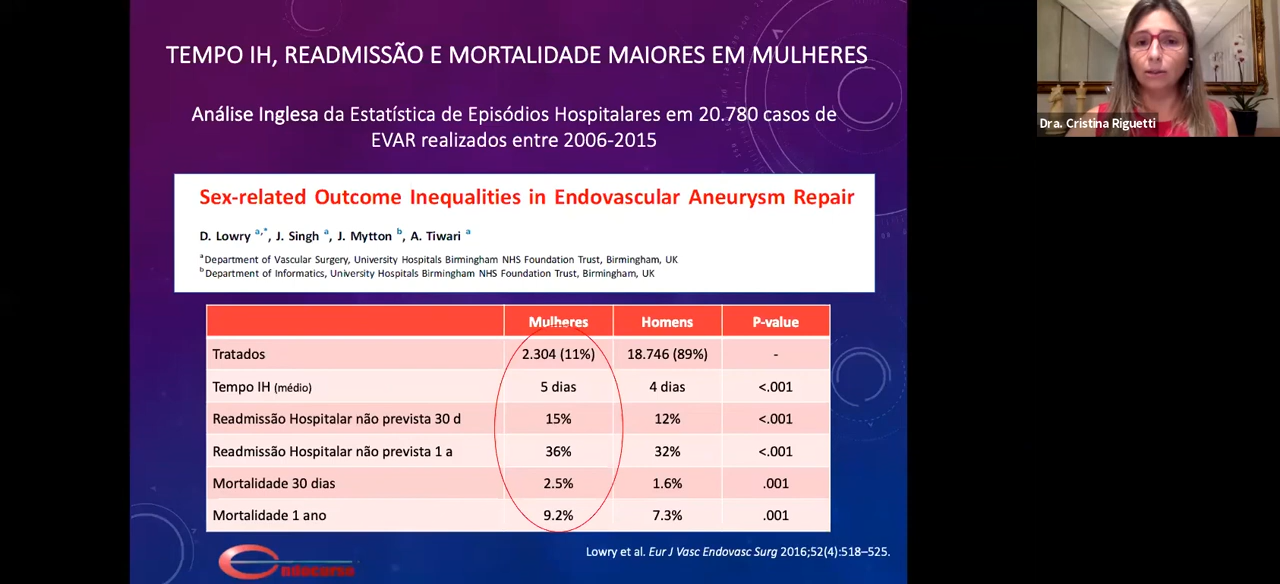 TEMPO IH, READMISSÃO E MORTALIDADE MAIORES EM MULHERES
Análise Inglesa da Estatística de Episódios Hospitalares em 20.780 casos de
EVAR realizados entre 2006-2015
Sex-related Outcome Inequalities in Endovascular Aneurysm Repair
D. Lowry a,*, J. Singh a, J. Mytton b, A. Tiwari a
a Department of Vascular Surgery, University Hospitals Birmingham NHS Foundation Trust, Birmingham, UK
b Department of Informatics, University Hospitals Birmingham NHS Foundation Trust, Birmingham, UK
Mulheres Homens P-value
Tratados 2.304 (11%) 18.746 (89%) -
Tempo IH (médio) 5 dias 4 dias <.001
Readmissão Hospitalar não prevista 30 d 15% 12% <.001
Readmissão Hospitalar não prevista 1 a 36% 32% <.001
Mortalidade 30 dias 2.5% 1.6% .001
Mortalidade 1 ano 9.2% 7.3% .001
Lowry et al. Eur J Vasc Endovasc Surg 2016;52(4):518–525.
Endocurso
Dra. Cristina Riguetti